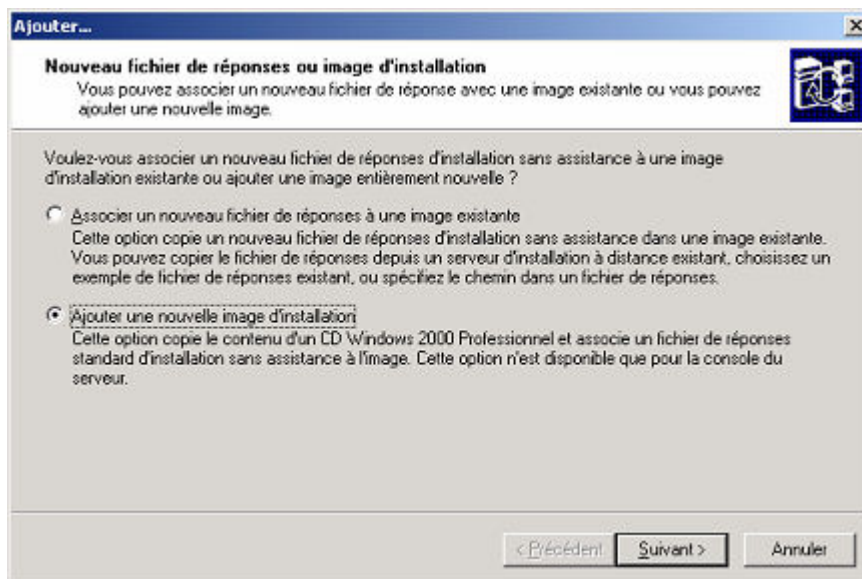 Ajouter...
Nouveau fichier de réponses ou image d'installation
Vous pouvez associer un nouveau fichier de réponse avec une image existante ou vous pouvez
ajouter une nouvelle image.
Voulez-vous associer un nouveau fichier de réponses d'installation sans assistance à une image
d'installation existante ou ajouter une image entièrement nouvelle ?
Associer un nouveau fichier de réponses à une image existante
Cette option copie un nouveau fichier de réponses d'installation sans assistance dans une image existante.
Vous pouvez copier le fichier de réponses depuis un serveur d'installation à distance existant, choisissez un
exemple de fichier de réponses existant, ou spécifiez le chemin dans un fichier de réponses.
Ajouter une nouvelle image d'installation
Cette option copie le contenu d'un CD Windows 2000 Professionnel et associe un fichier de réponses
standard d'installation sans assistance à l'image. Cette option n'est disponible que pour la console du
serveur.
< Précédent Suivant > Annuler